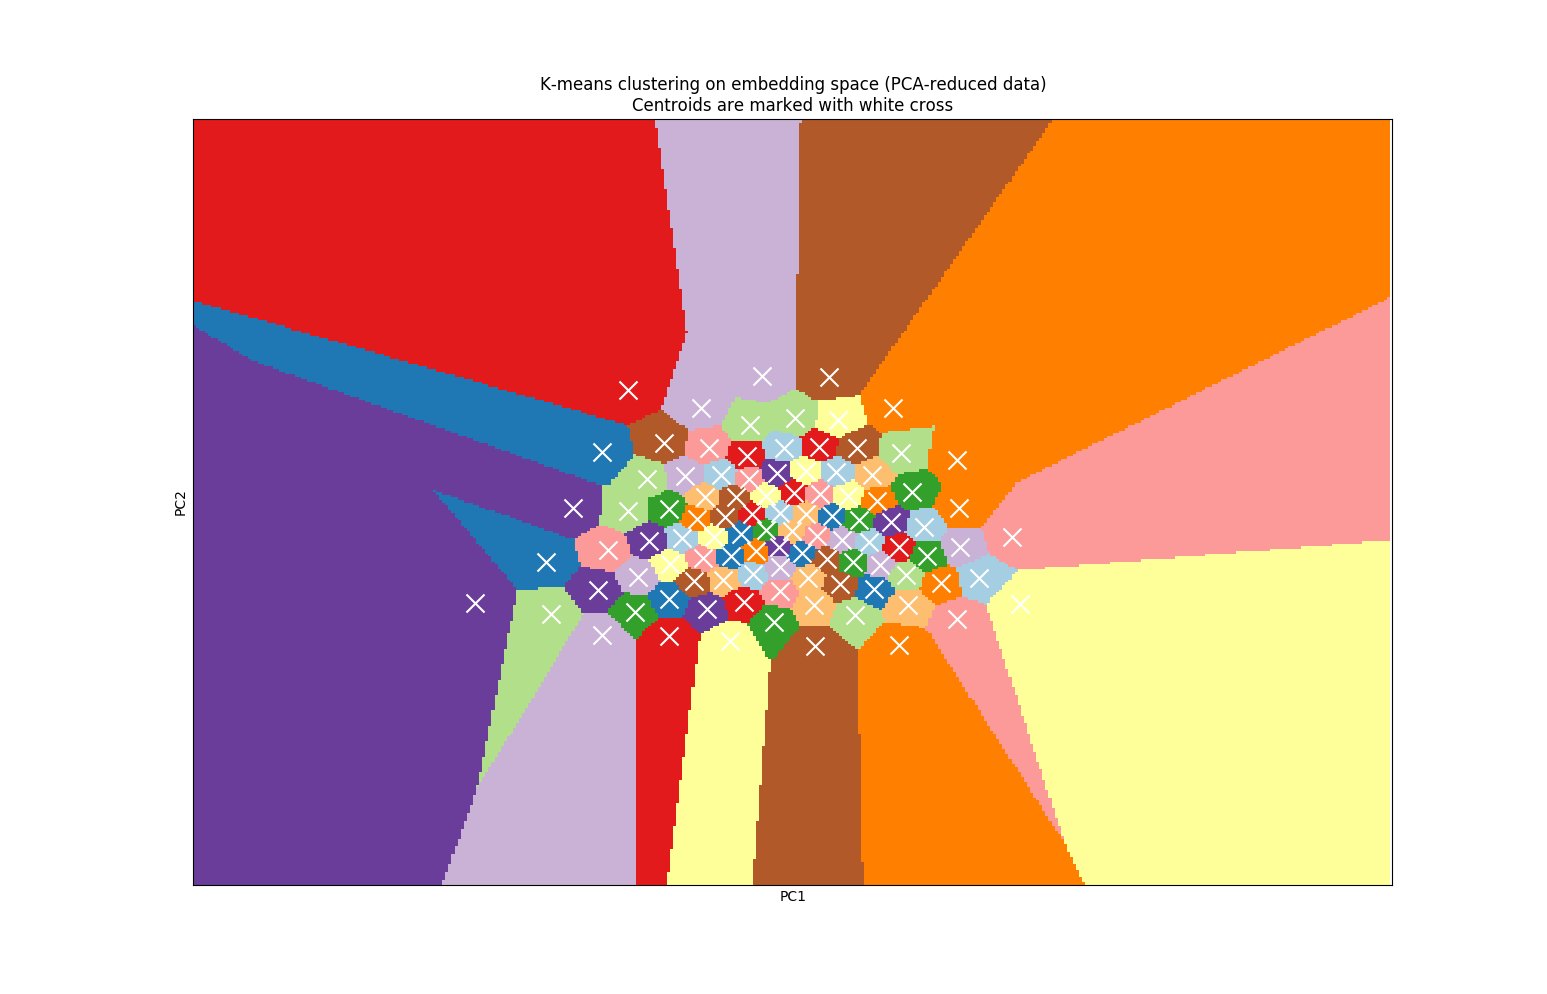 K-means clustering on embedding space (PCA-reduced data)
Centroids are marked with white cross
PC2
PC1